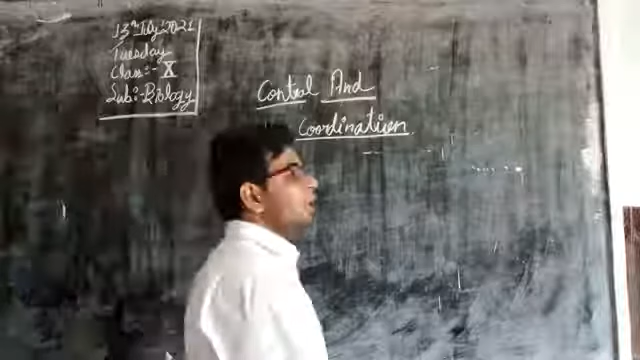 13th July'2021
Tuesday
Class:- X
Sub:- Biology
Control And
Coordination